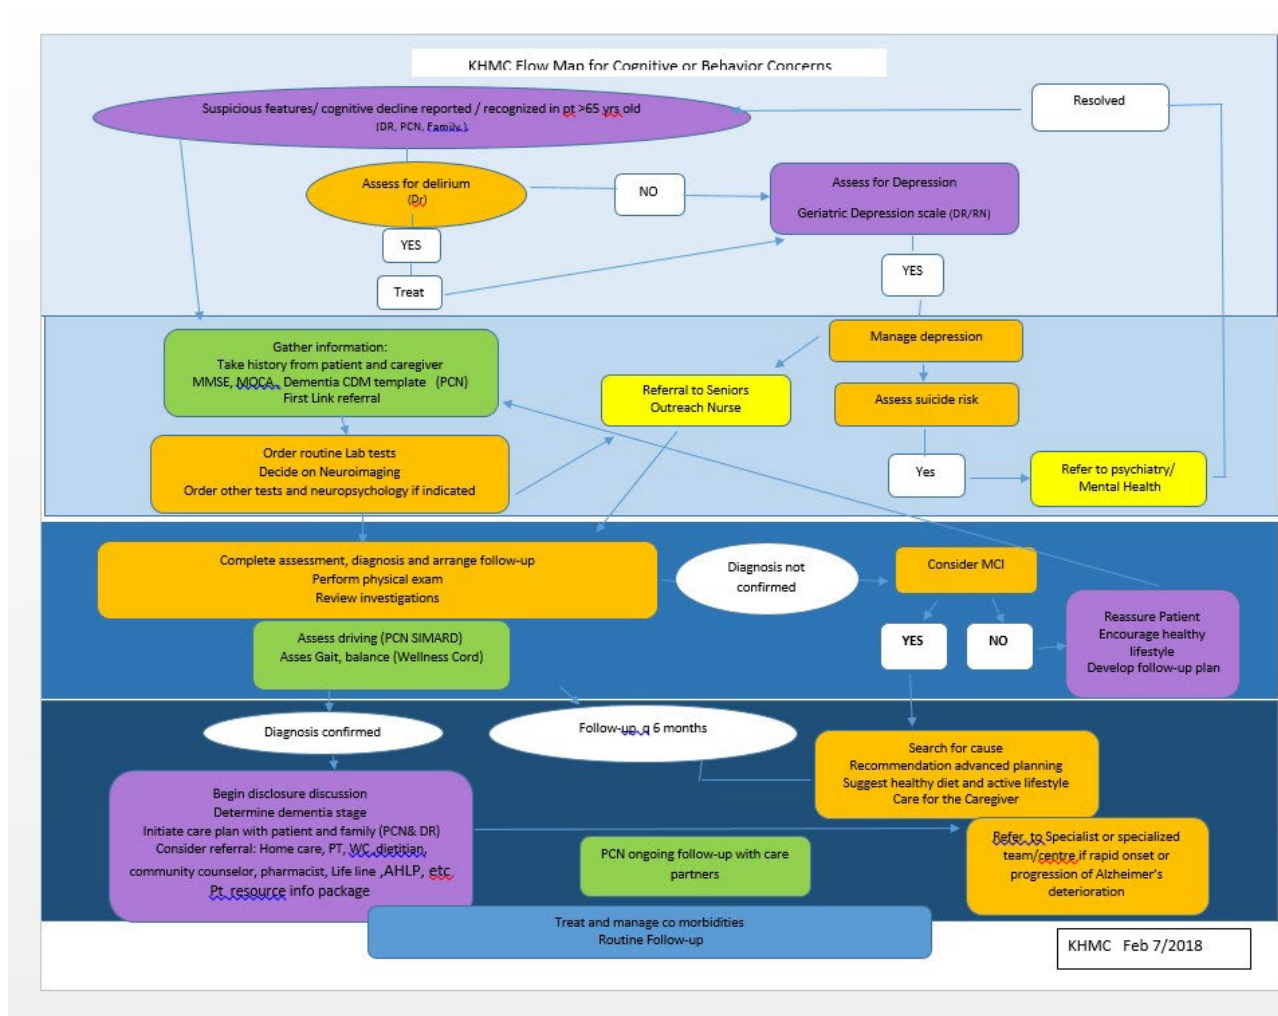 KHMC Flow Map for Cognitive or Behavior Concerns
Suspicious features/ cognitive decline reported / recognized in pt >65 yrs old
(DR, PCN, Family )
Resolved
Assess for delirium
(Dr)
NO
Assess for Depression
Geriatric Depression scale (DR/RN)
YES
Treat
YES
Gather information:
Take history from patient and caregiver
MMSE, MOCA, Dementia CDM template (PCN)
First Link referral
Manage depression
Referral to Seniors
Outreach Nurse
Assess suicide risk
Order routine Lab tests
Decide on Neuroimaging
Order other tests and neuropsychology if indicated
Yes
Refer to psychiatry/
Mental Health
Complete assessment, diagnosis and arrange follow-up
Perform physical exam
Review investigations
Diagnosis not
confirmed
Consider MCI
Assess driving (PCN SIMARD)
Asses Gait, balance (Wellness Cord)
YES
NO
Reassure Patient
Encourage healthy
lifestyle
Develop follow-up plan
Diagnosis confirmed
Follow-up q 6 months
Search for cause
Recommendation advanced planning
Suggest healthy diet and active lifestyle
Care for the Caregiver
Begin disclosure discussion
Determine dementia stage
Initiate care plan with patient and family (PCN& DR)
Consider referral: Home care, PT, WC dietitian,
community counselor, pharmacist, Life line ,AHLP, etc
Pt resource info package
PCN ongoing follow-up with care
partners
Refer to Specialist or specialized
team/centre if rapid onset or
progression of Alzheimer's
deterioration
Treat and manage co morbidities
Routine Follow-up
KHMC Feb 7/2018